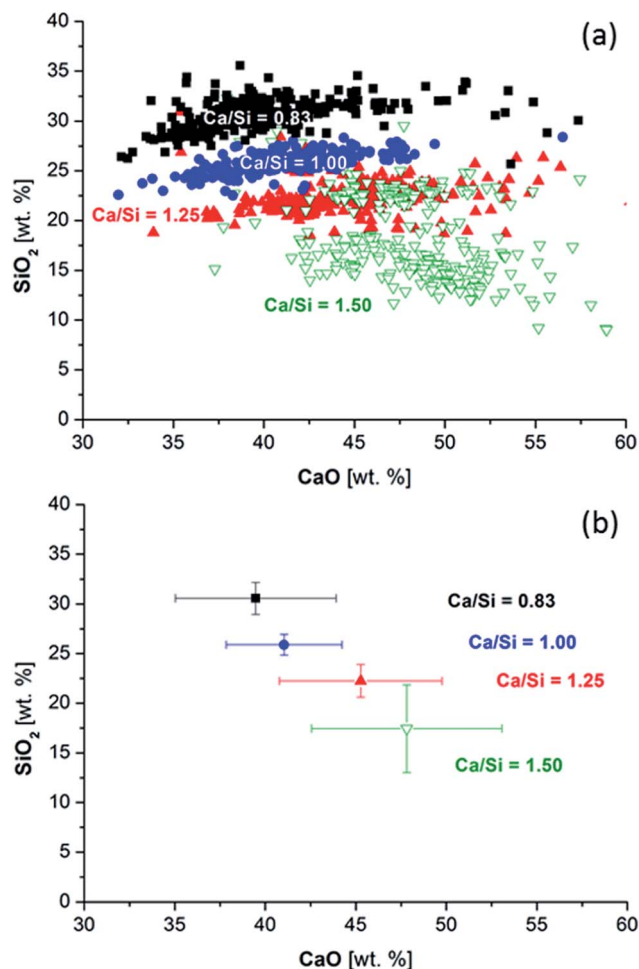 (a)
40
35
30
25
20
15
10
5
0
SiO2 [wt. %]
Ca/Si = 0.83
Ca/Si = 1.00
Ca/Si = 1.25
Ca/Si = 1.50
30 35 40 45 50 55 60
CaO [wt. %]
(b)
40
35
30
25
20
15
10
5
0
SiO2 [wt. %]
Ca/Si = 0.83
Ca/Si = 1.00
Ca/Si = 1.25
Ca/Si = 1.50
30 35 40 45 50 55 60
CaO [wt. %]